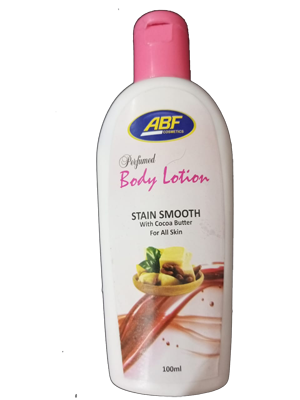 ABF
COSMETICS
Perfumed
Body Lotion
STAIN SMOOTH
With Cocoa Butter
For All Skin
100ml